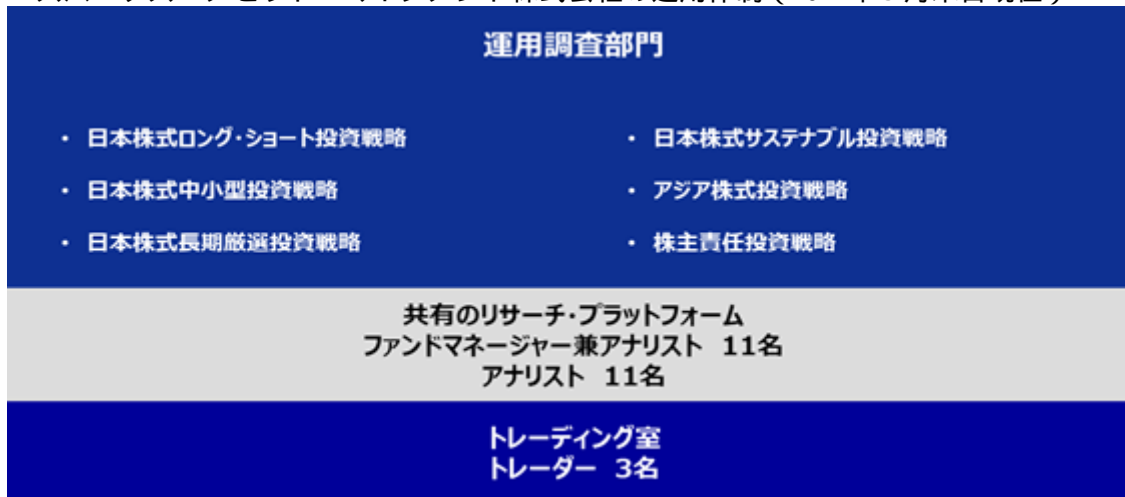 運用調査部門
・ 日本株式ロング・ショート投資戦略
・ 日本株式サステナブル投資戦略
・ 日本株式中小型投資戦略
・ アジア株式投資戦略
・ 日本株式長期厳選投資戦略
・ 株主責任投資戦略
共有のリサーチ・プラットフォーム
ファンドマネージャー兼アナリスト 11名
アナリスト 11名
トレーディング室
トレーダー 3名